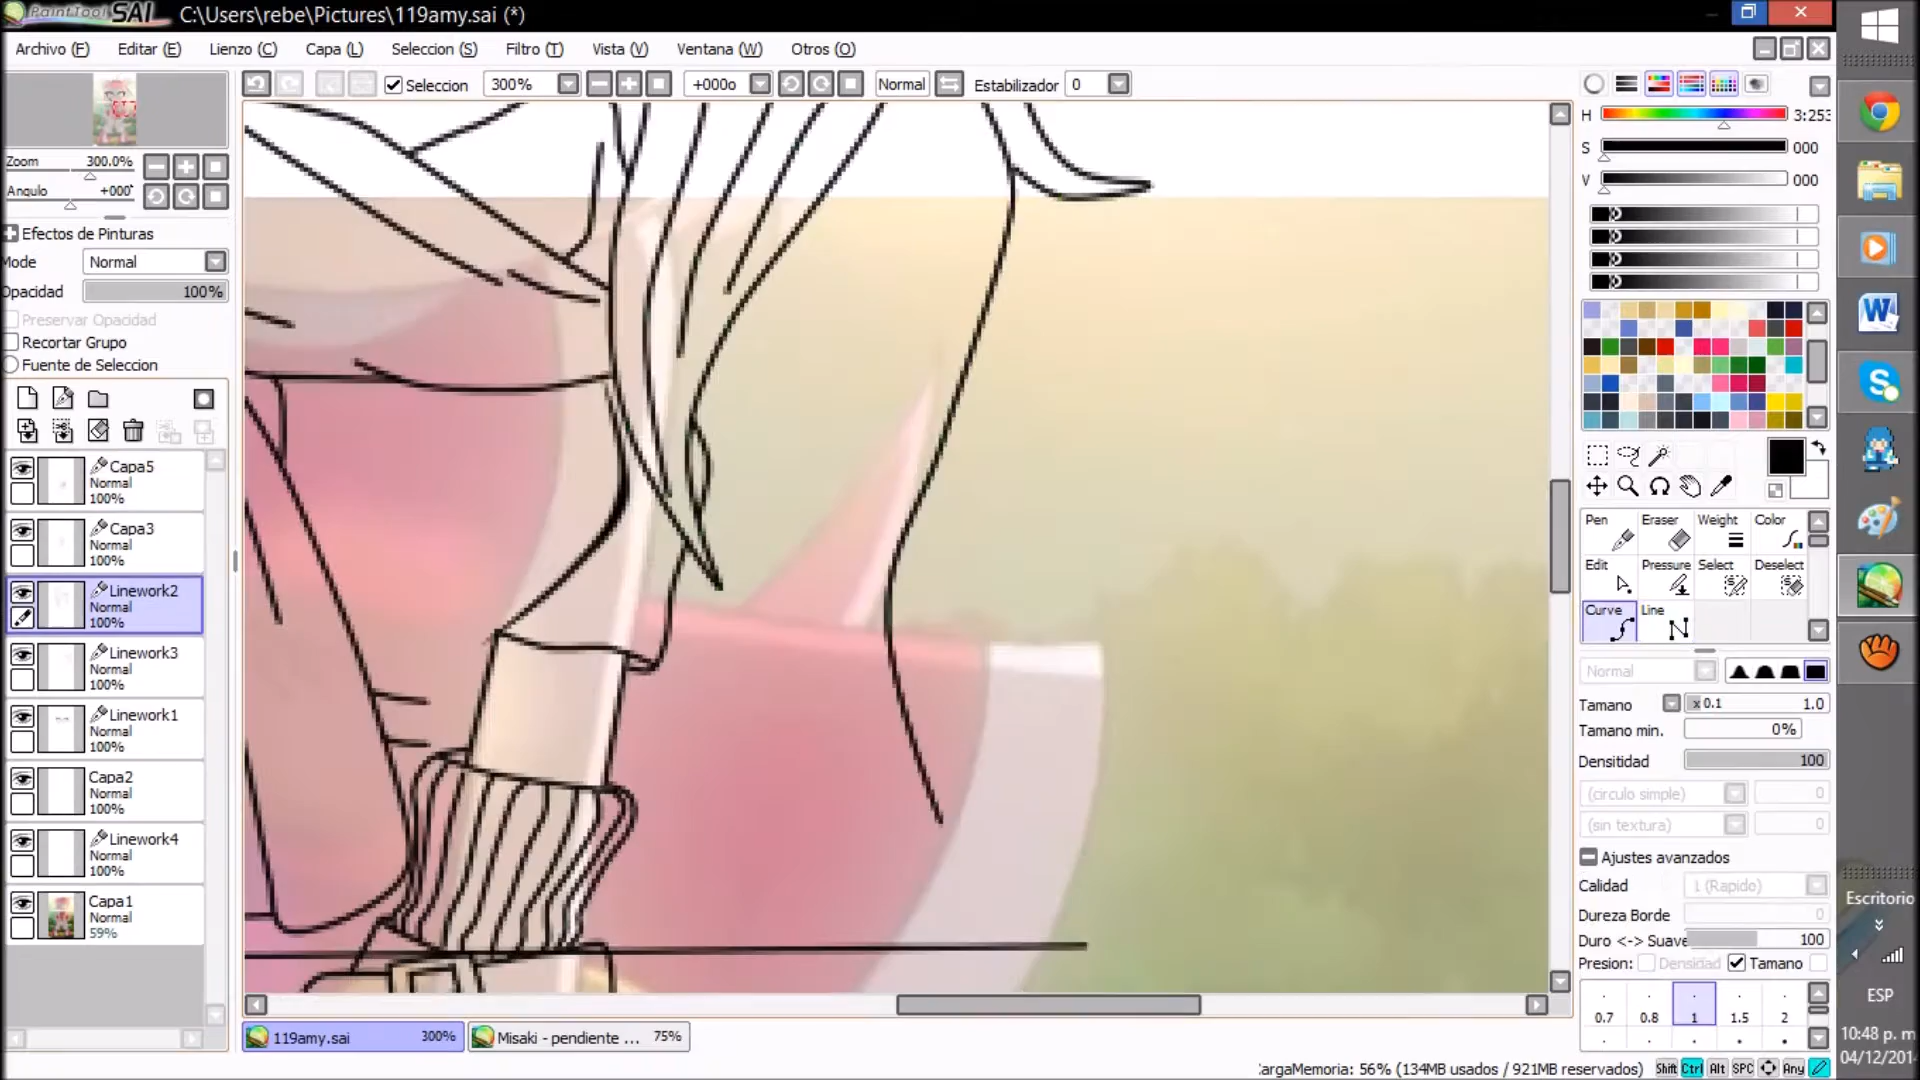 Paint Tool SAI C:\Users\rebe\Pictures\119amy.sai (*)
Archivo (F) Editar (E) Lienzo (C) Capa (L) Seleccion (S) Filtro (T) Vista (V) Ventana (W) Otros (O)
Seleccion 300% +000o Normal Estabilizador 0
Zoom 300.0%
Angulo +000°
Efectos de Pinturas
Mode Normal
Opacidad 100%
Preservar Opacidad
Recortar Grupo
Fuente de Seleccion
Capa5
Normal
100%
Capa3
Normal
100%
Linework2
Normal
100%
Linework3
Normal
100%
Linework1
Normal
100%
Capa2
Normal
100%
Linework4
Normal
100%
Capa1
Normal
59%
H 3:253
S 000
V 000
Pen Eraser Weight Color
Edit Pressure Select Deselect
Curve Line
Normal
Tamano x 0.1 1.0
Tamano min. 0%
Densitidad 100
(circulo simple) 0
(sin textura) 0
Ajustes avanzados
Calidad 1 (Rapido)
Dureza Borde 0
Duro <-> Suave 100
Presion: Densidad Tamano
0.7 0.8 1 1.5 2
119amy.sai 300% Misaki - pendiente ... 75%
CargaMemoria: 56% (134MB usados / 921MB reservados) Shift Ctrl Alt SPC Any
Escritorio
ESP
10:48 p. m
04/12/201